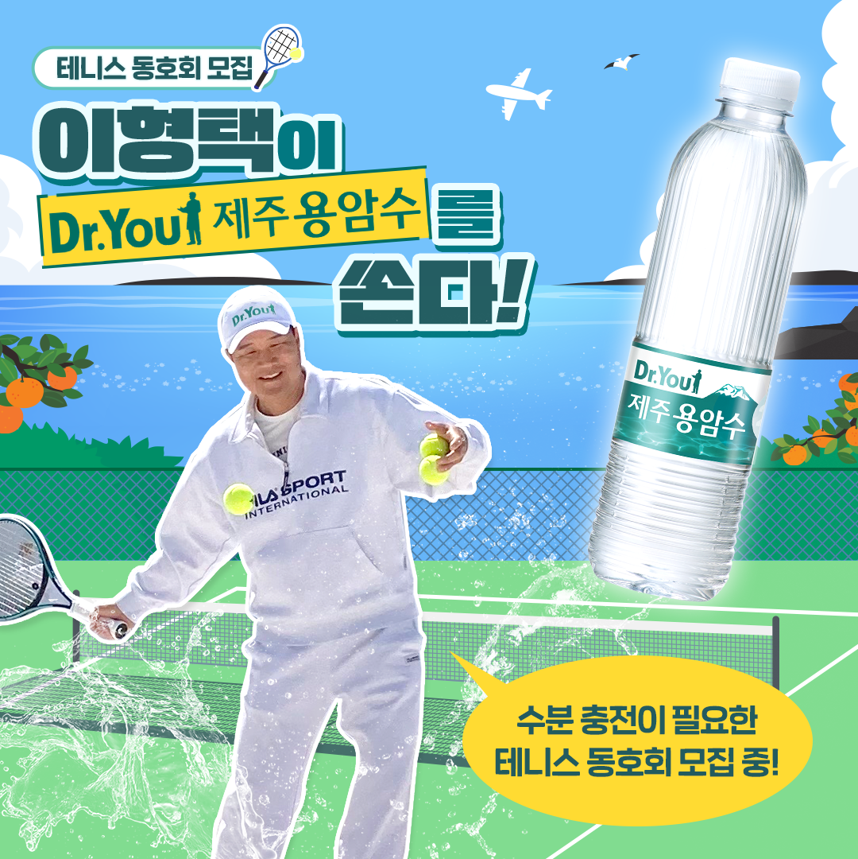 테니스 동호회 모집
이형택이
Dr.You 제주용암수를
쏜다!
Dr.You
SPORT
INTERNATIONAL
Dr.You
제주용암수
수분 충전이 필요한
테니스 동호회 모집 중!